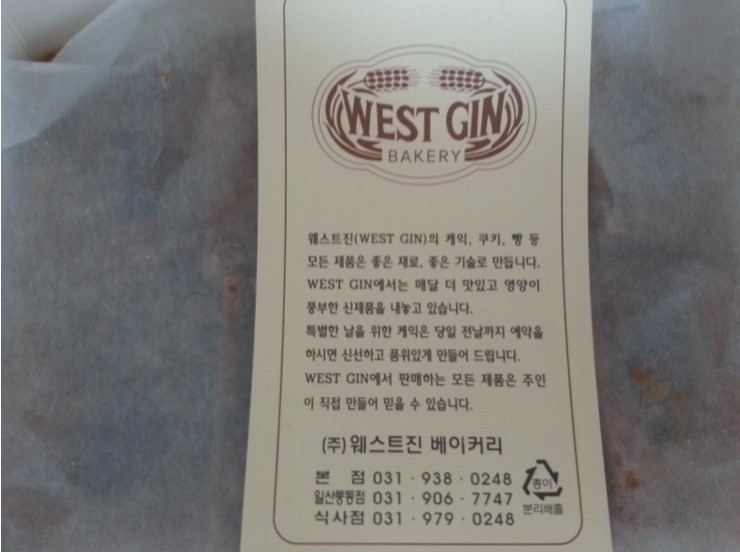 WEST GIN
BAKERY
웨스트진(WEST GIN)의 케익, 쿠키, 빵 등
모든 제품은 좋은 재료, 좋은 기술로 만듭니다.
WEST GIN에서는 매달 더 맛있고 영양이
풍부한 신제품을 내놓고 있습니다.
특별한 날을 위한 케익은 당일 전날까지 예약을
하시면 신선하고 품위있게 만들어 드립니다.
WEST GIN에서 판매하는 모든 제품은 주인
이 직접 만들어 믿을 수 있습니다.
(주)웨스트진 베이커리
본 점 031 · 938 · 0248
일산풍동점 031 · 906 · 7747
식사점 031 · 979 · 0248
종이
분리배출